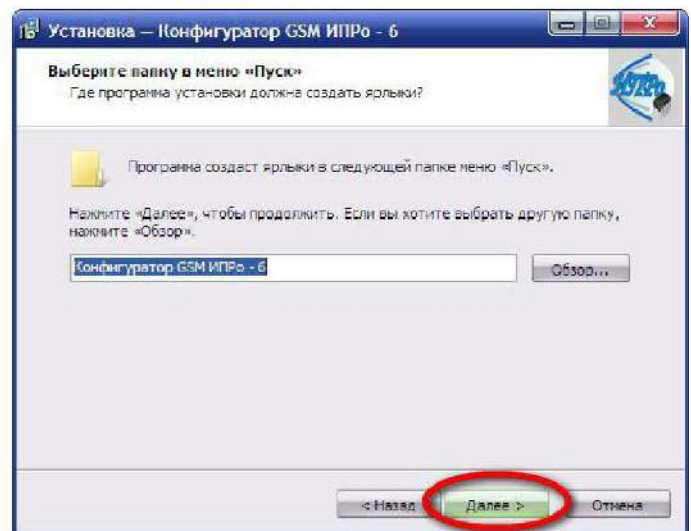 Установка — Конфигуратор GSM ИПРо - 6
Выберите папку в меню «Пуск»
Где программа установки должна создать ярлыки?
ИПРо
Программа создаст ярлыки в следующей папке меню «Пуск».
Нажмите «Далее», чтобы продолжить. Если вы хотите выбрать другую папку,
нажмите «Обзор».
Конфигуратор GSM ИПРо - 6
Обзор...
< Назад
Далее >
Отмена